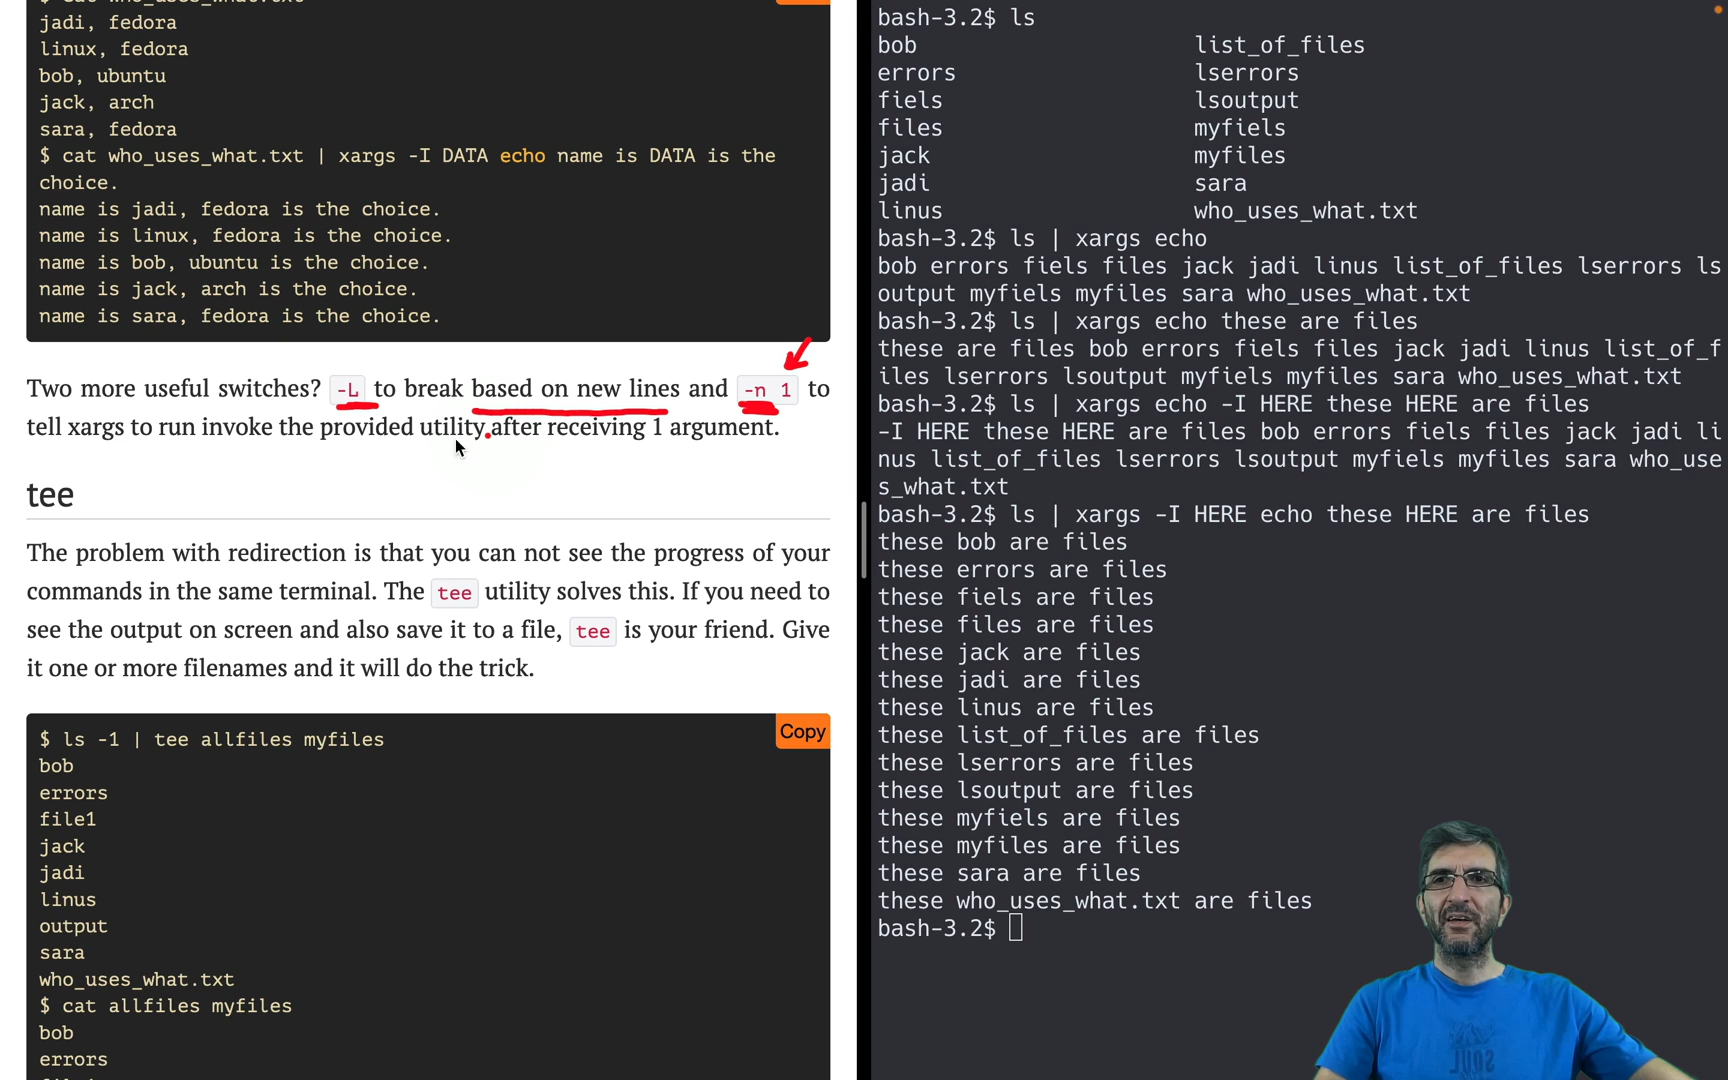 $ cat who_uses_what.txt
jadi, fedora
linux, fedora
bob, ubuntu
jack, arch
sara, fedora
$ cat who_uses_what.txt | xargs -I DATA echo name is DATA is the
choice.
name is jadi, fedora is the choice.
name is linux, fedora is the choice.
name is bob, ubuntu is the choice.
name is jack, arch is the choice.
name is sara, fedora is the choice.
Two more useful switches? -L to break based on new lines and -n 1 to
tell xargs to run invoke the provided utility after receiving 1 argument.
tee
The problem with redirection is that you can not see the progress of your
commands in the same terminal. The tee utility solves this. If you need to
see the output on screen and also save it to a file, tee is your friend. Give
it one or more filenames and it will do the trick.
Copy
$ ls -1 | tee allfiles myfiles
bob
errors
file1
jack
jadi
linus
output
sara
who_uses_what.txt
$ cat allfiles myfiles
bob
errors
bash-3.2$ ls
bob list_of_files
errors lserrors
fiels lsoutput
files myfiels
jack myfiles
jadi sara
linus who_uses_what.txt
bash-3.2$ ls | xargs echo
bob errors fiels files jack jadi linus list_of_files lserrors ls
output myfiels myfiles sara who_uses_what.txt
bash-3.2$ ls | xargs echo these are files
these are files bob errors fiels files jack jadi linus list_of_f
iles lserrors lsoutput myfiels myfiles sara who_uses_what.txt
bash-3.2$ ls | xargs echo -I HERE these HERE are files
-I HERE these HERE are files bob errors fiels files jack jadi li
nus list_of_files lserrors lsoutput myfiels myfiles sara who_use
s_what.txt
bash-3.2$ ls | xargs -I HERE echo these HERE are files
these bob are files
these errors are files
these fiels are files
these files are files
these jack are files
these jadi are files
these linus are files
these list_of_files are files
these lserrors are files
these lsoutput are files
these myfiels are files
these myfiles are files
these sara are files
these who_uses_what.txt are files
bash-3.2$
SOUL